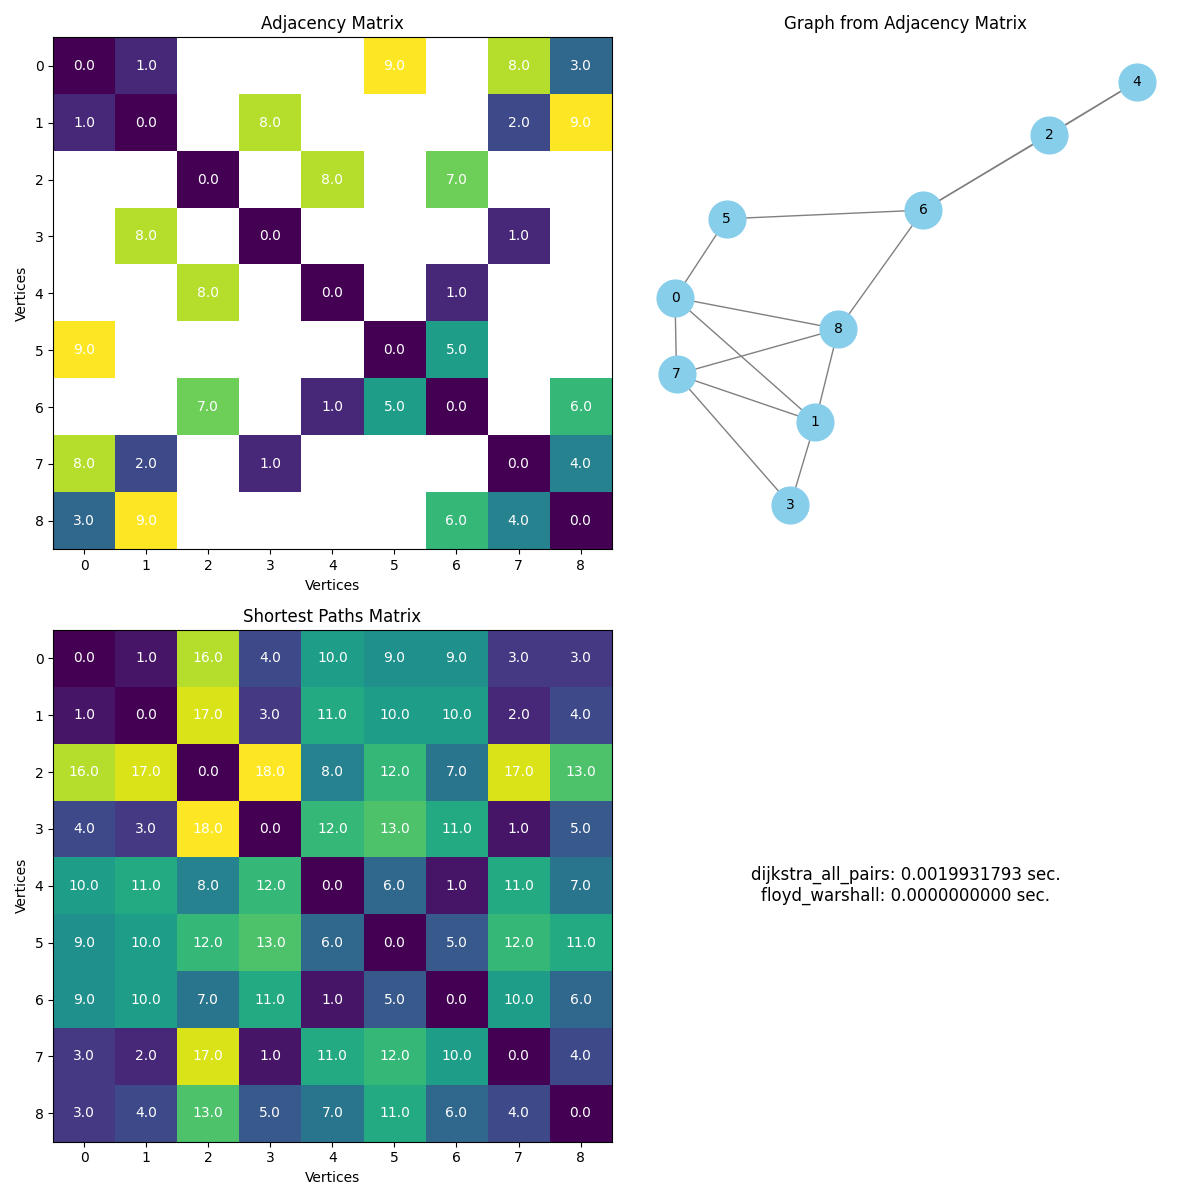 Adjacency Matrix
0 0.0 1.0 9.0 8.0 3.0
1 1.0 0.0 8.0 2.0 9.0
2 0.0 8.0 7.0
3 8.0 0.0 1.0
4 8.0 0.0 1.0
5 9.0 0.0 5.0
6 7.0 1.0 5.0 0.0 6.0
7 8.0 2.0 1.0 0.0 4.0
8 3.0 9.0 6.0 4.0 0.0
0 1 2 3 4 5 6 7 8
Vertices
Vertices
Graph from Adjacency Matrix
4
2
6
5
0
8
7
1
3
Shortest Paths Matrix
0 0.0 1.0 16.0 4.0 10.0 9.0 9.0 3.0 3.0
1 1.0 0.0 17.0 3.0 11.0 10.0 10.0 2.0 4.0
2 16.0 17.0 0.0 18.0 8.0 12.0 7.0 17.0 13.0
3 4.0 3.0 18.0 0.0 12.0 13.0 11.0 1.0 5.0
4 10.0 11.0 8.0 12.0 0.0 6.0 1.0 11.0 7.0
5 9.0 10.0 12.0 13.0 6.0 0.0 5.0 12.0 11.0
6 9.0 10.0 7.0 11.0 1.0 5.0 0.0 10.0 6.0
7 3.0 2.0 17.0 1.0 11.0 12.0 10.0 0.0 4.0
8 3.0 4.0 13.0 5.0 7.0 11.0 6.0 4.0 0.0
0 1 2 3 4 5 6 7 8
Vertices
Vertices
dijkstra_all_pairs: 0.0019931793 sec.
floyd_warshall: 0.0000000000 sec.